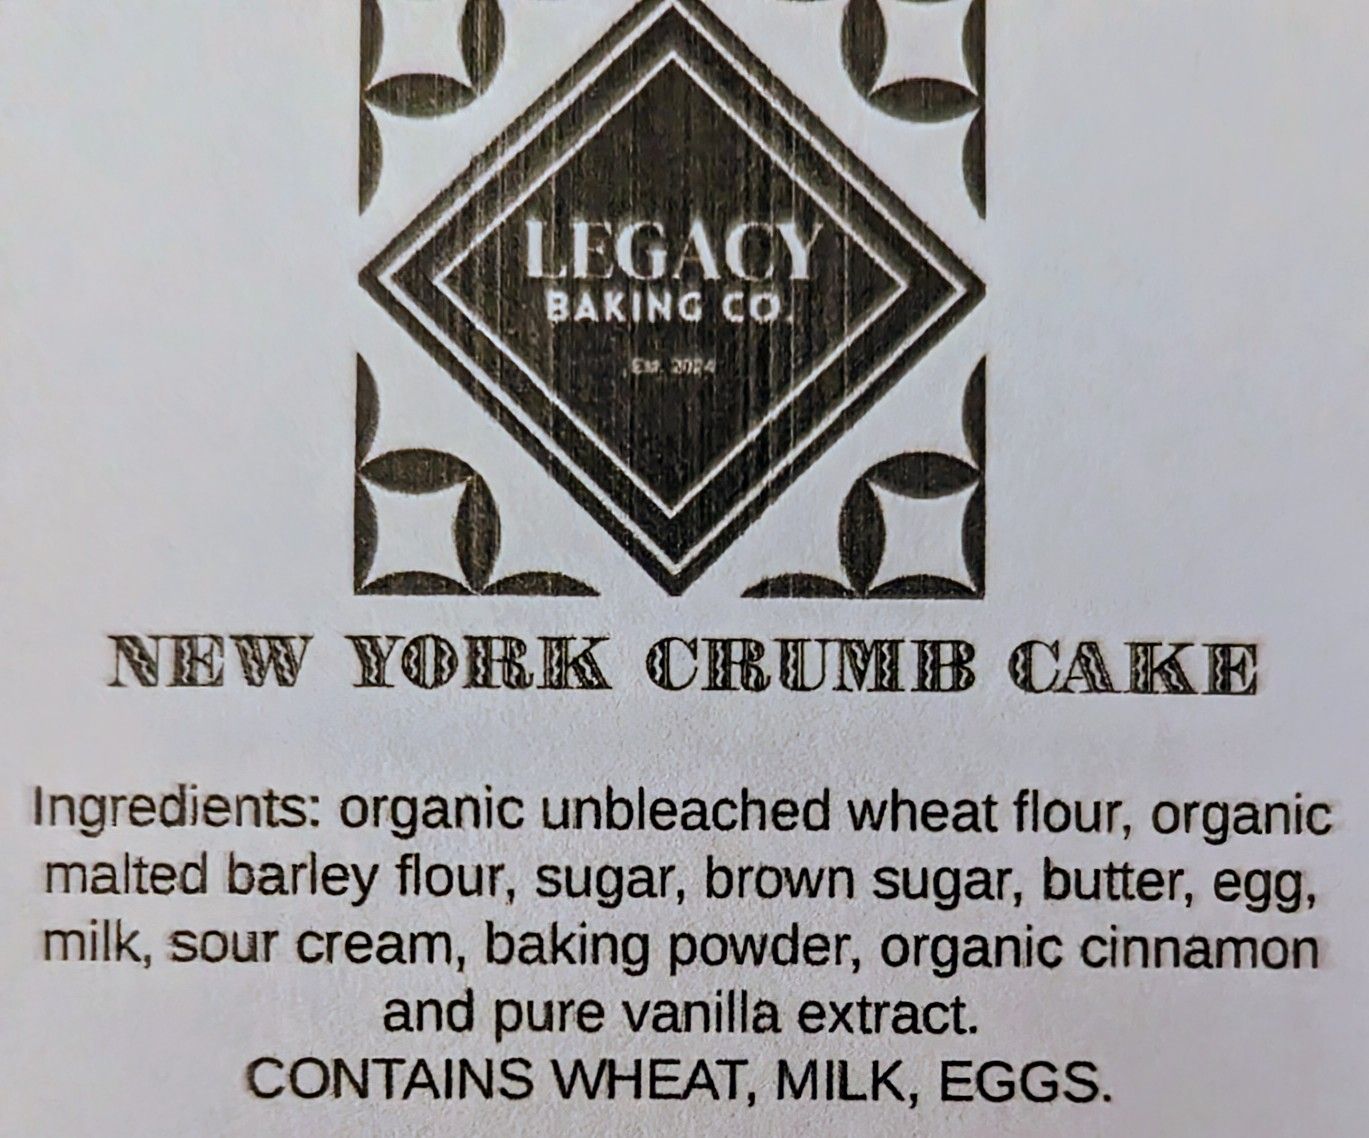 LEGACY
BAKING CO.
Est. 2024
NEW YORK CRUMB CAKE
Ingredients: organic unbleached wheat flour, organic
malted barley flour, sugar, brown sugar, butter, egg,
milk, sour cream, baking powder, organic cinnamon
and pure vanilla extract.
CONTAINS WHEAT, MILK, EGGS.